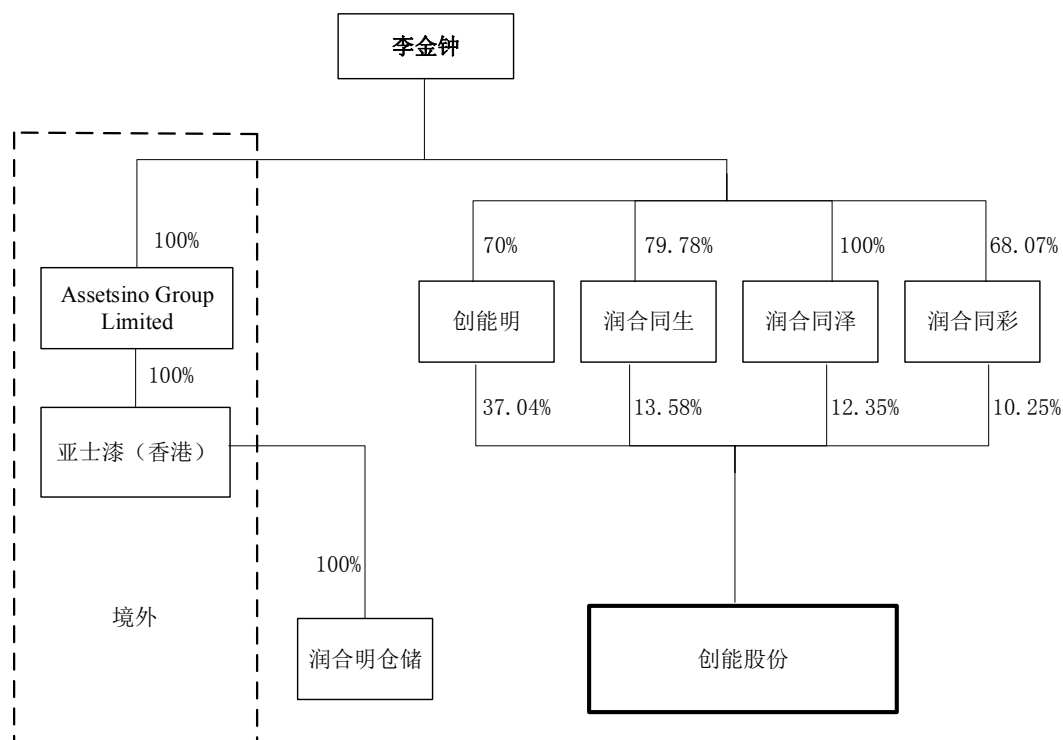 李金钟
100%
70%
79.78%
100%
68.07%
Assetsino Group
Limited
创能明
润合同生
润合同泽
润合同彩
100%
37.04%
13.58%
12.35%
10.25%
亚士漆（香港）
100%
境外
润合明仓储
创能股份